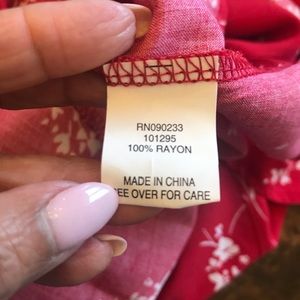 RN090233
101295
100% RAYON
MADE IN CHINA
EE OVER FOR CARE